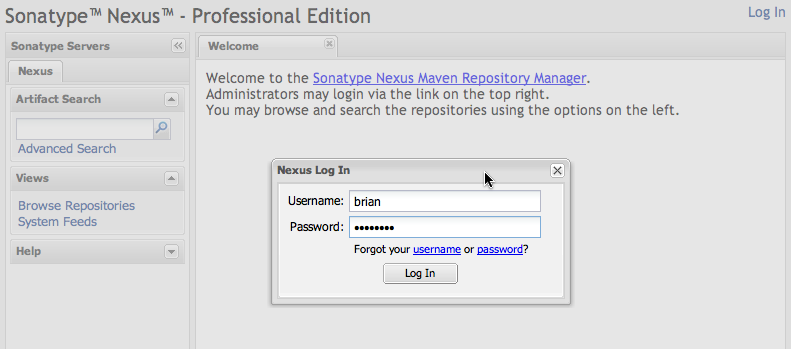 Sonatype™ Nexus™ - Professional Edition
Log In
Sonatype Servers
Nexus
Artifact Search
Advanced Search
Views
Browse Repositories
System Feeds
Help
Welcome
Welcome to the Sonatype Nexus Maven Repository Manager.
Administrators may login via the link on the top right.
You may browse and search the repositories using the options on the left.
Nexus Log In
Username: brian
Password: ••••••••
Forgot your username or password?
Log In